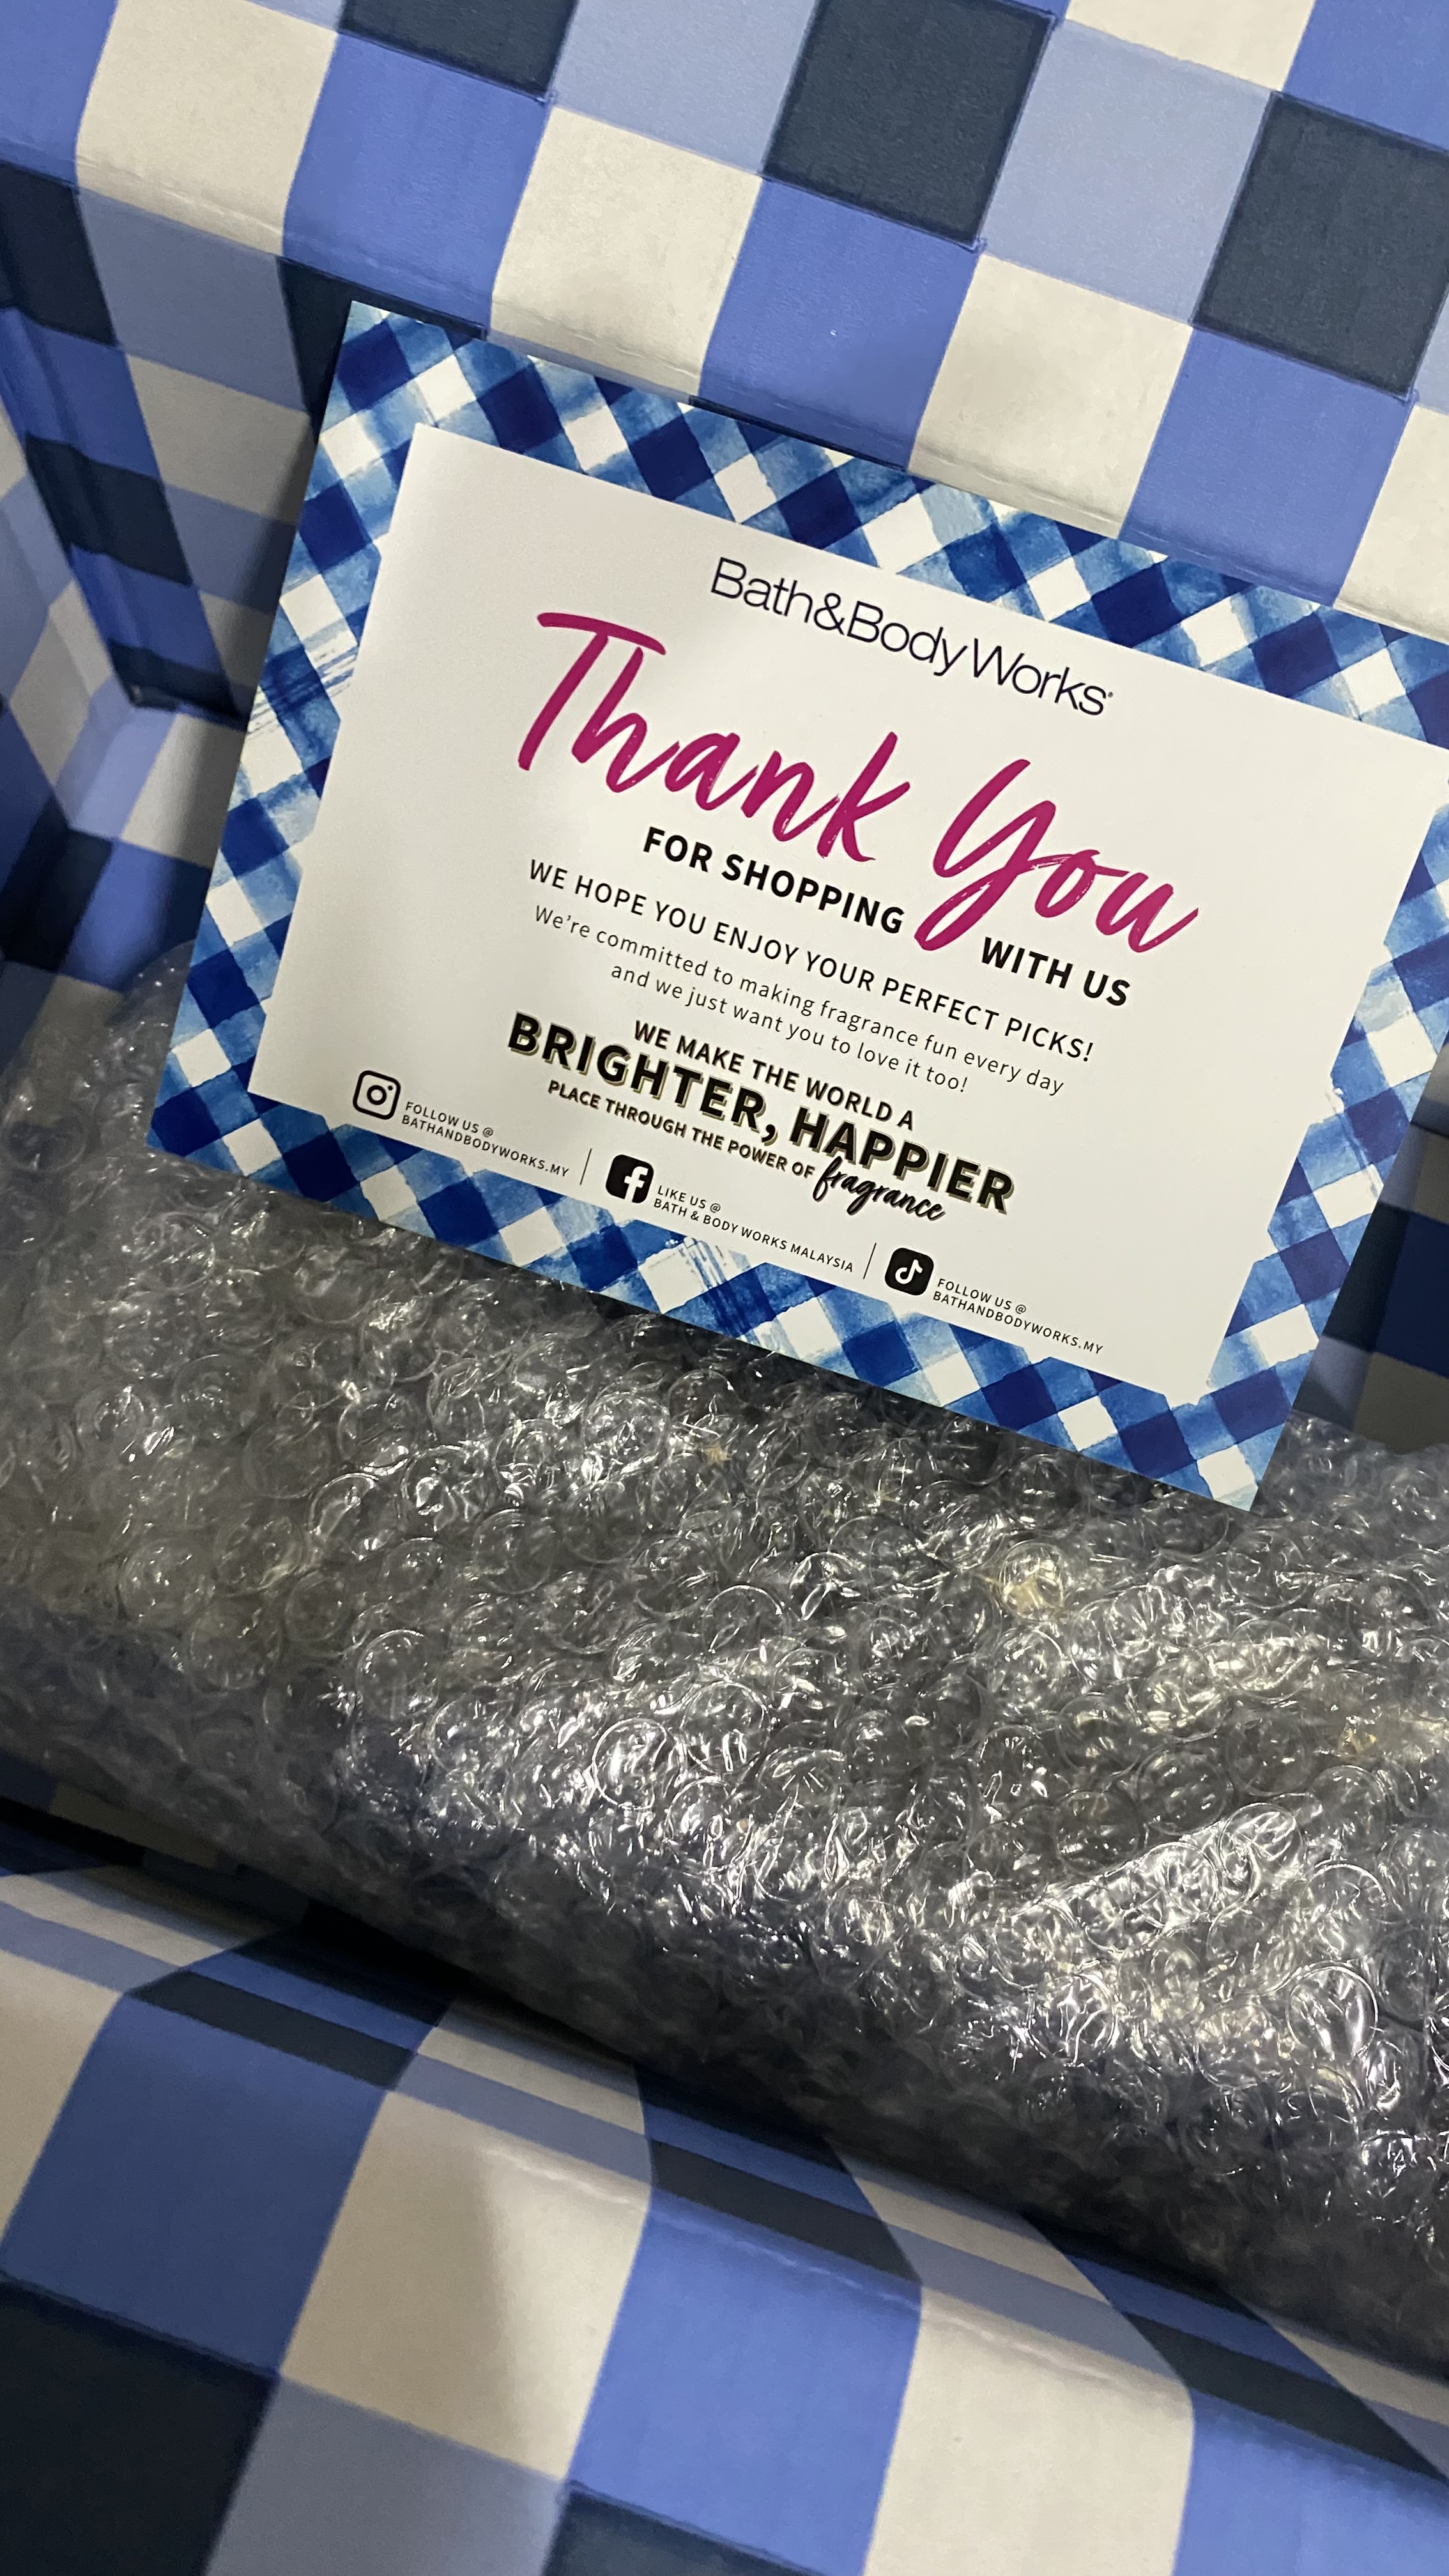 Bath&Body Works®
Thank You
FOR SHOPPING WITH US
WE HOPE YOU ENJOY YOUR PERFECT PICKS!
We're committed to making fragrance fun every day
and we just want you to love it too!
WE MAKE THE WORLD A
BRIGHTER, HAPPIER
PLACE THROUGH THE POWER OF fragrance
FOLLOW US @
BATHANDBODYWORKS.MY
LIKE US @
BATH & BODY WORKS MALAYSIA
FOLLOW US @
BATHANDBODYWORKS.MY